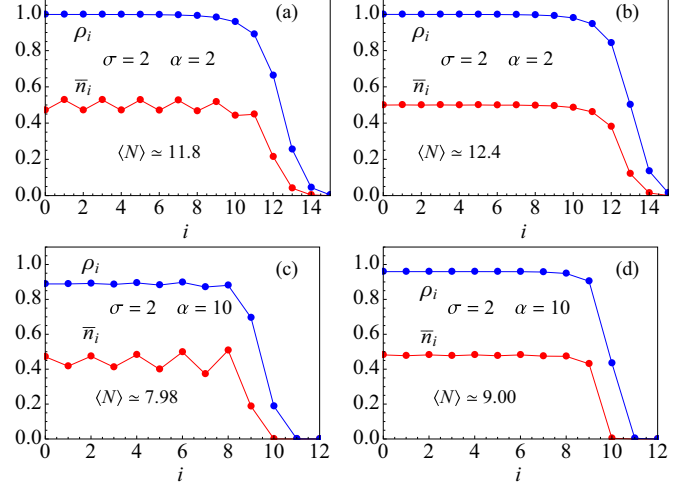 1.0
0.8
0.6
0.4
0.2
0.0
0 2 4 6 8 10 12 14
i
(a)
ρi
σ = 2 α = 2
n̅i
⟨N⟩ ≃ 11.8
1.0
0.8
0.6
0.4
0.2
0.0
0 2 4 6 8 10 12 14
i
(b)
ρi
σ = 2 α = 2
n̅i
⟨N⟩ ≃ 12.4
1.0
0.8
0.6
0.4
0.2
0.0
0 2 4 6 8 10 12
i
(c)
ρi
σ = 2 α = 10
n̅i
⟨N⟩ ≃ 7.98
1.0
0.8
0.6
0.4
0.2
0.0
0 2 4 6 8 10 12
i
(d)
ρi
σ = 2 α = 10
n̅i
⟨N⟩ ≃ 9.00